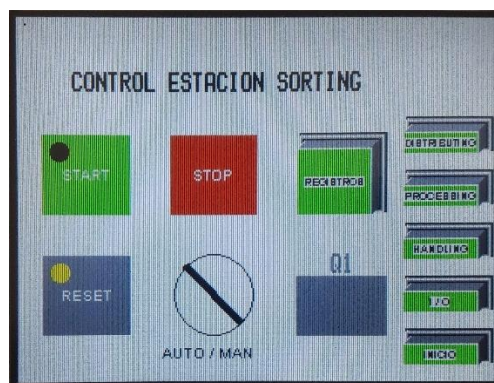 CONTROL ESTACION SORTING
START
STOP
REGISTROS
DISTRIBUTING
PROCESSING
HANDLING
I/O
INICIO
RESET
AUTO / MAN
Q1